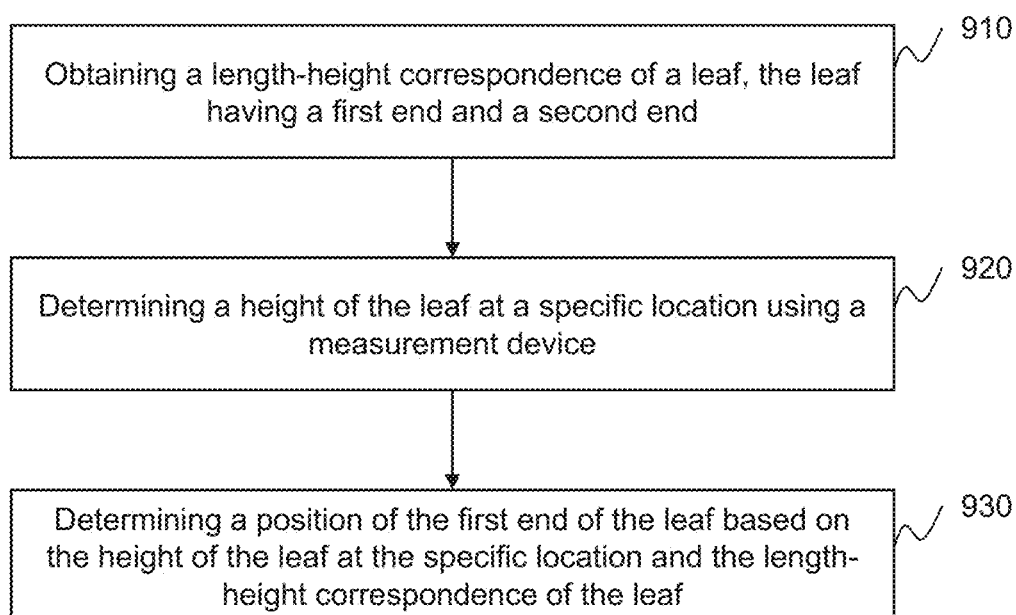 910
Obtaining a length-height correspondence of a leaf, the leaf
having a first end and a second end
920
Determining a height of the leaf at a specific location using a
measurement device
930
Determining a position of the first end of the leaf based on
the height of the leaf at the specific location and the length-
height correspondence of the leaf